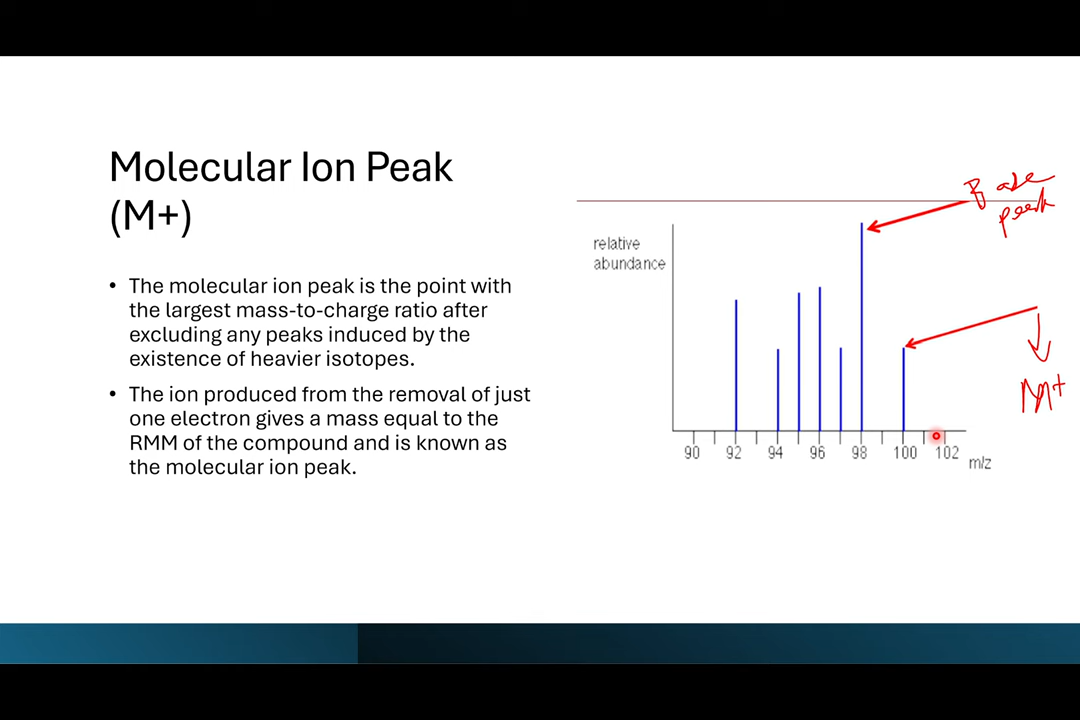 Molecular Ion Peak
(M+)
• The molecular ion peak is the point with
the largest mass-to-charge ratio after
excluding any peaks induced by the
existence of heavier isotopes.
• The ion produced from the removal of just
one electron gives a mass equal to the
RMM of the compound and is known as
the molecular ion peak.
Base
peak
relative
abundance
M+
90 92 94 96 98 100 102
m/z